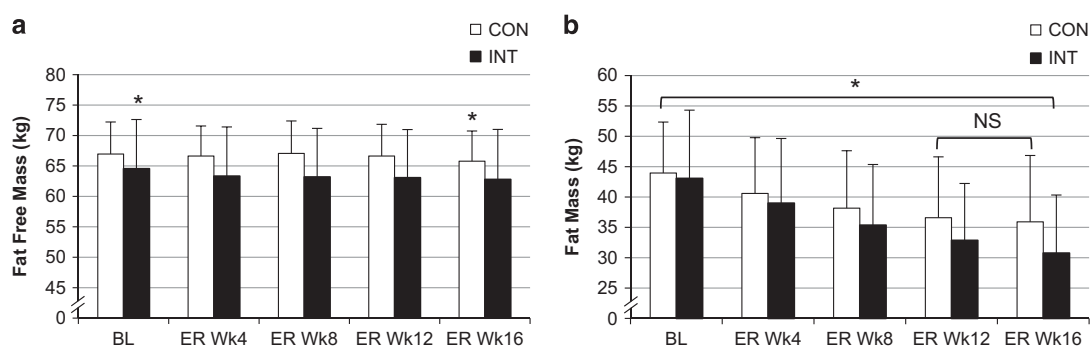 a
CON
INT
Fat Free Mass (kg)
80
75
70
65
60
55
50
45
0
*
*
BL ER Wk4 ER Wk8 ER Wk12 ER Wk16
b
CON
INT
Fat Mass (kg)
60
55
50
45
40
35
30
25
0
*
NS
BL ER Wk4 ER Wk8 ER Wk12 ER Wk16